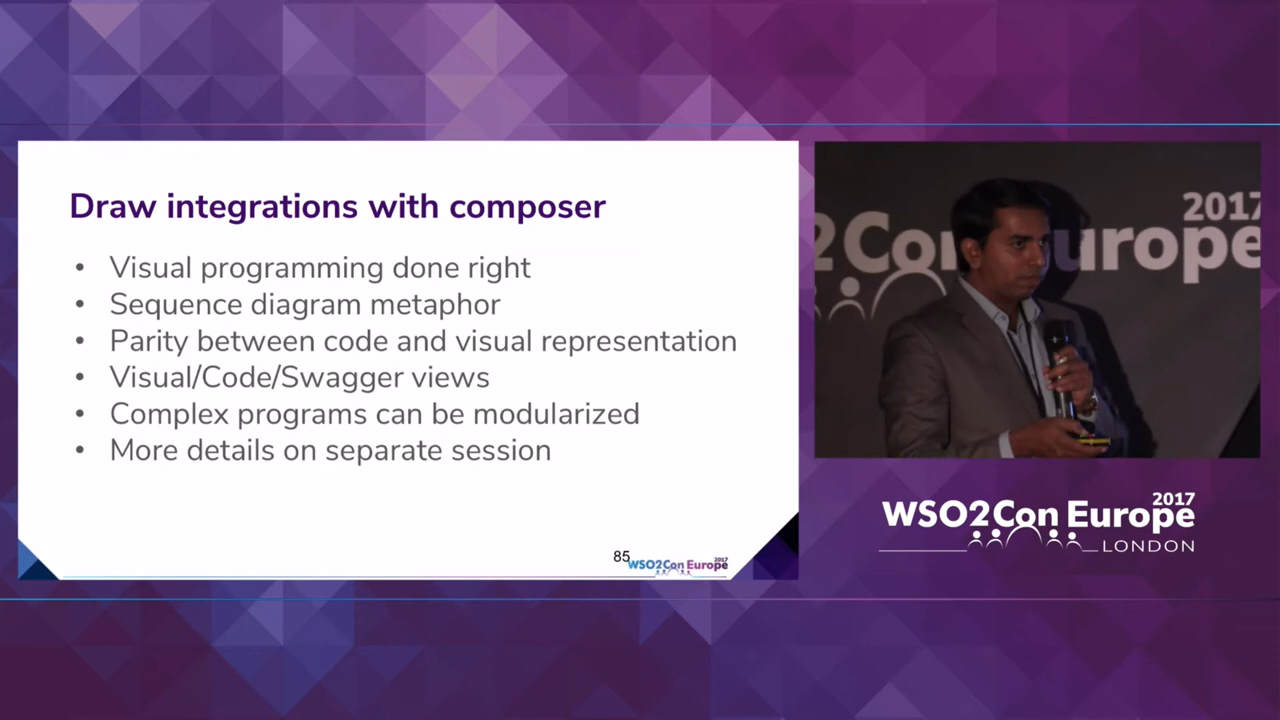 Draw integrations with composer
• Visual programming done right
• Sequence diagram metaphor
• Parity between code and visual representation
• Visual/Code/Swagger views
• Complex programs can be modularized
• More details on separate session
85
2017
WSO2Con Europe
2017
2Con Europe
2017
WSO2Con Europe
LONDON